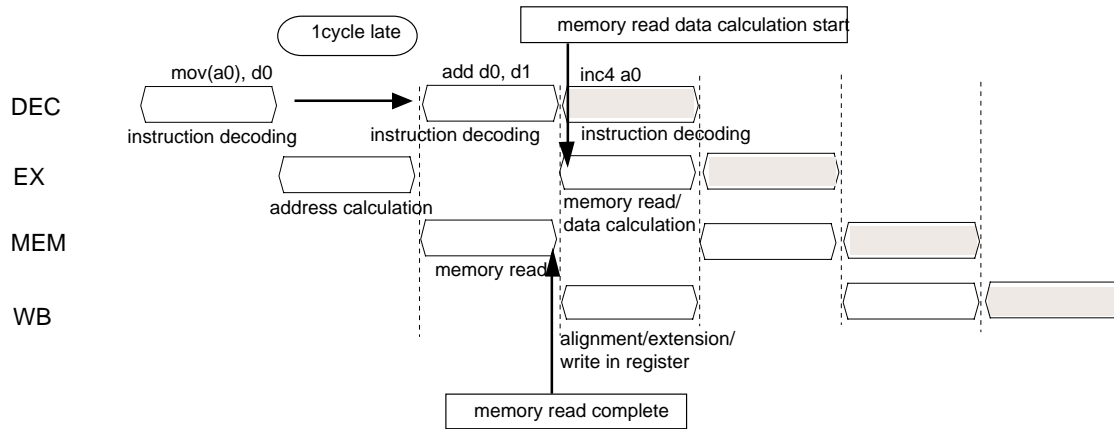 1cycle late
memory read data calculation start
mov(a0), d0
add d0, d1
inc4 a0
DEC
instruction decoding
instruction decoding
instruction decoding
EX
address calculation
memory read/
data calculation
MEM
memory read
WB
alignment/extension/
write in register
memory read complete